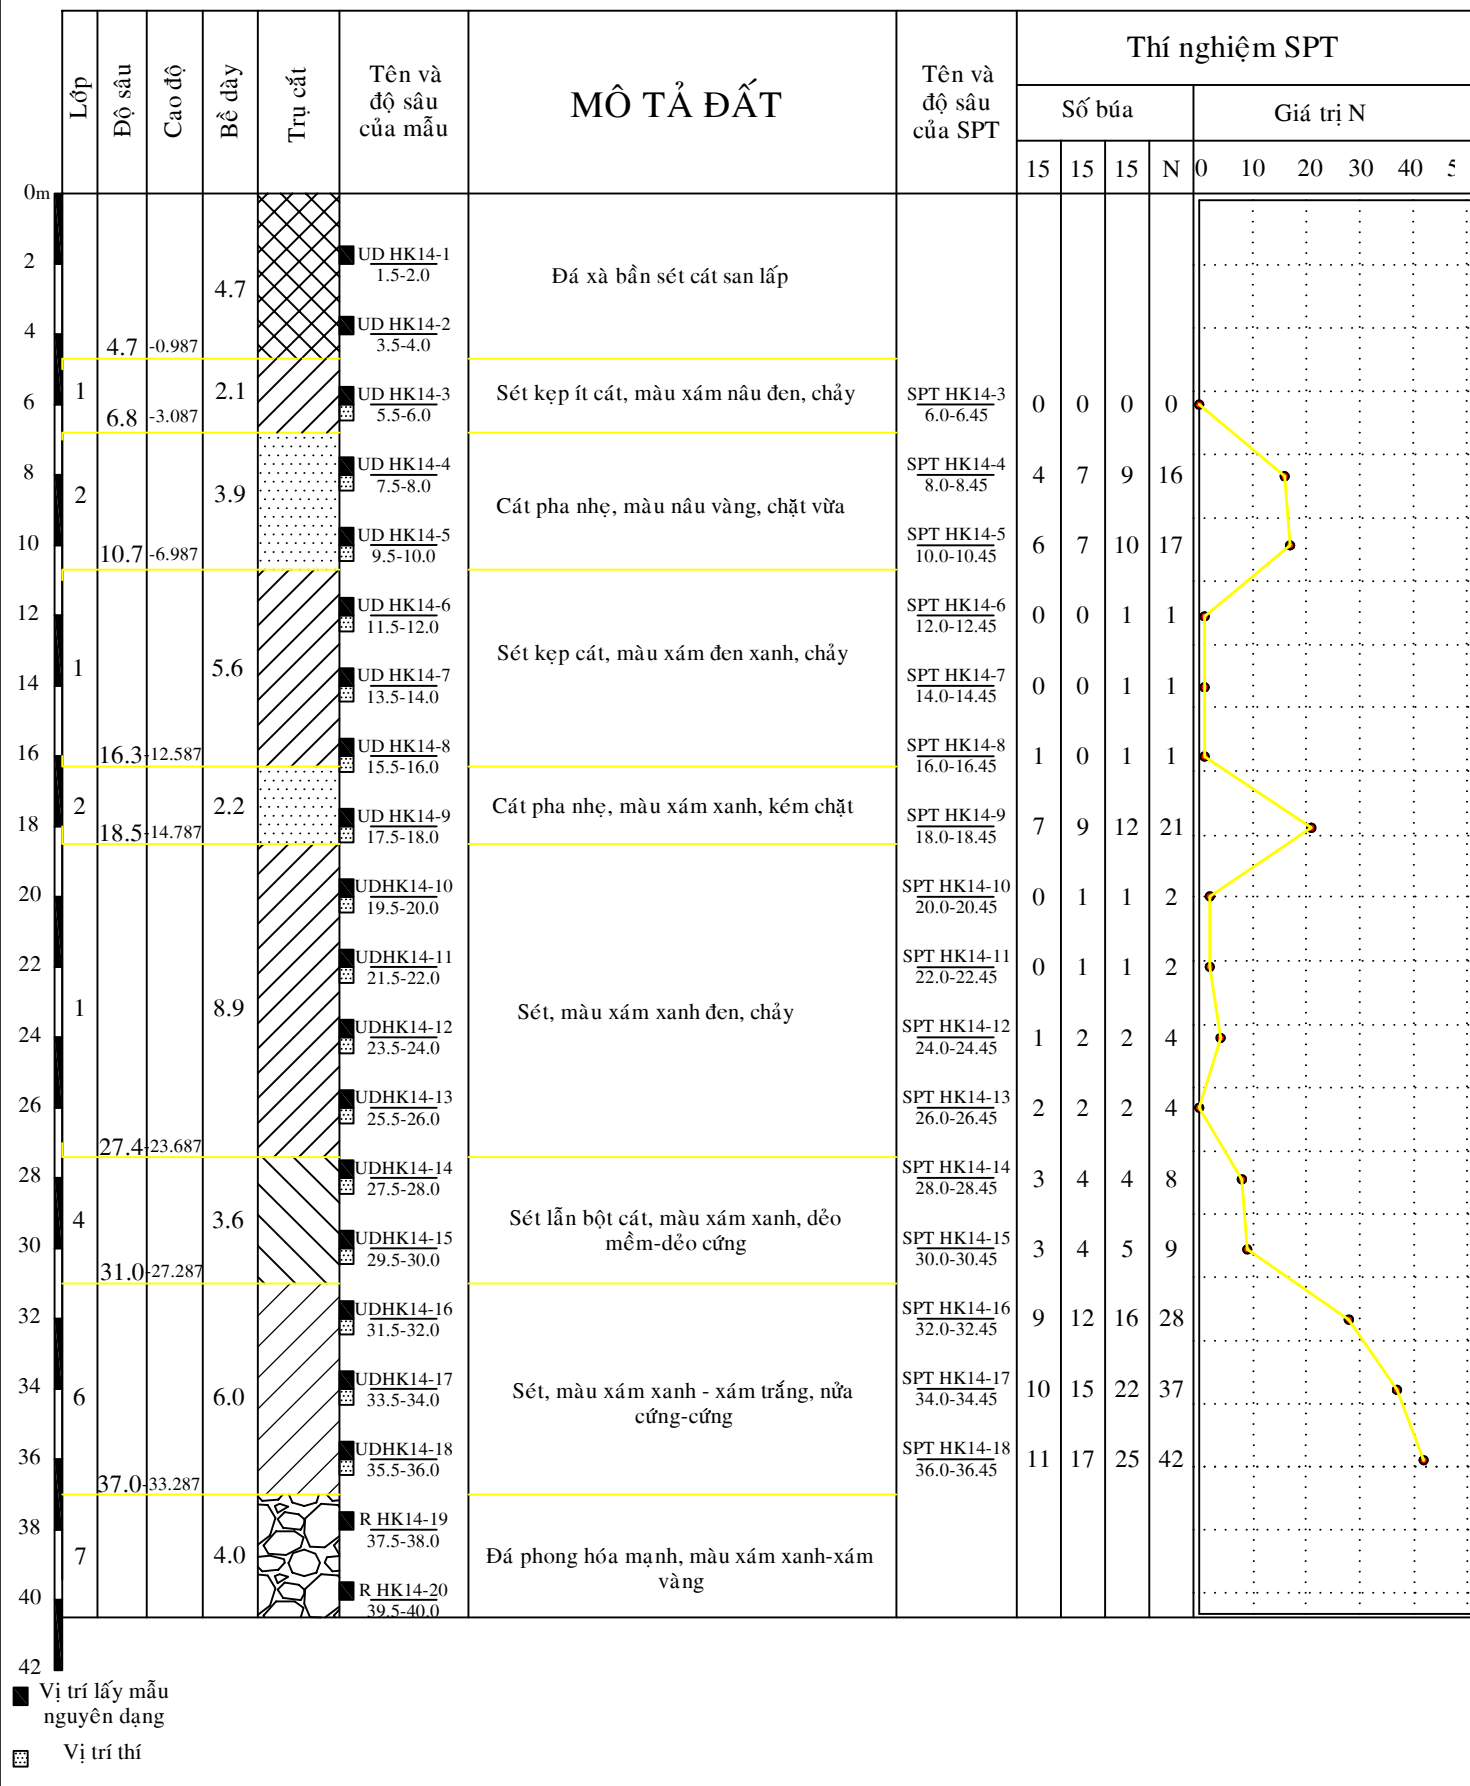 Lớp
Độ sâu
Cao độ
Bề dày
Trụ cắt
Tên và
độ sâu
của mẫu
MÔ TẢ ĐẤT
Tên và
độ sâu
của SPT
Thí nghiệm SPT
Số búa
Giá trị N
15 15 15 N 0 10 20 30 40 5
0m
UD HK14-1
2
1.5-2.0
4.7
Đá xà bần sét cát san lấp
UD HK14-2
4
3.5-4.0
4.7 -0.987
1 2.1
Sét kẹp ít cát, màu xám nâu đen, chảy
UD HK14-3 SPT HK14-3
6 5.5-6.0 6.0-6.45 0 0 0 0
6.8 -3.087
UD HK14-4 SPT HK14-4
8 7.5-8.0 8.0-8.45 4 7 9 16
2 3.9
Cát pha nhẹ, màu nâu vàng, chặt vừa
UD HK14-5 SPT HK14-5
10 9.5-10.0 10.0-10.45 6 7 10 17
10.7 -6.987
UD HK14-6 SPT HK14-6
12 11.5-12.0 12.0-12.45 0 0 1 1
Sét kẹp cát, màu xám đen xanh, chảy
1 5.6
UD HK14-7 SPT HK14-7
14 13.5-14.0 14.0-14.45 0 0 1 1
UD HK14-8 SPT HK14-8
16 15.5-16.0 16.0-16.45 1 0 1 1
16.3 -12.587
2 2.2
Cát pha nhẹ, màu xám xanh, kém chặt
UD HK14-9 SPT HK14-9
18 17.5-18.0 18.0-18.45 7 9 12 21
18.5 -14.787
UDHK14-10 SPT HK14-10
20 19.5-20.0 20.0-20.45 0 1 1 2
UDHK14-11 SPT HK14-11
22 21.5-22.0 22.0-22.45 0 1 1 2
1 8.9
Sét, màu xám xanh đen, chảy
UDHK14-12 SPT HK14-12
24 23.5-24.0 24.0-24.45 1 2 2 4
UDHK14-13 SPT HK14-13
26 25.5-26.0 26.0-26.45 2 2 2 4
27.4 -23.687
UDHK14-14 SPT HK14-14
28 27.5-28.0 28.0-28.45 3 4 4 8
4 3.6
Sét lẫn bột cát, màu xám xanh, dẻo
mềm-dẻo cứng
UDHK14-15 SPT HK14-15
30 29.5-30.0 30.0-30.45 3 4 5 9
31.0 -27.287
UDHK14-16 SPT HK14-16
32 31.5-32.0 32.0-32.45 9 12 16 28
UDHK14-17 SPT HK14-17
34 33.5-34.0 34.0-34.45 10 15 22 37
6 6.0
Sét, màu xám xanh - xám trắng, nửa
cứng-cứng
UDHK14-18 SPT HK14-18
36 35.5-36.0 36.0-36.45 11 17 25 42
37.0 -33.287
R HK14-19
38 37.5-38.0
7 4.0
Đá phong hóa mạnh, màu xám xanh-xám
vàng
R HK14-20
40 39.5-40.0
42
Vị trí lấy mẫu
nguyên dạng
Vị trí thí